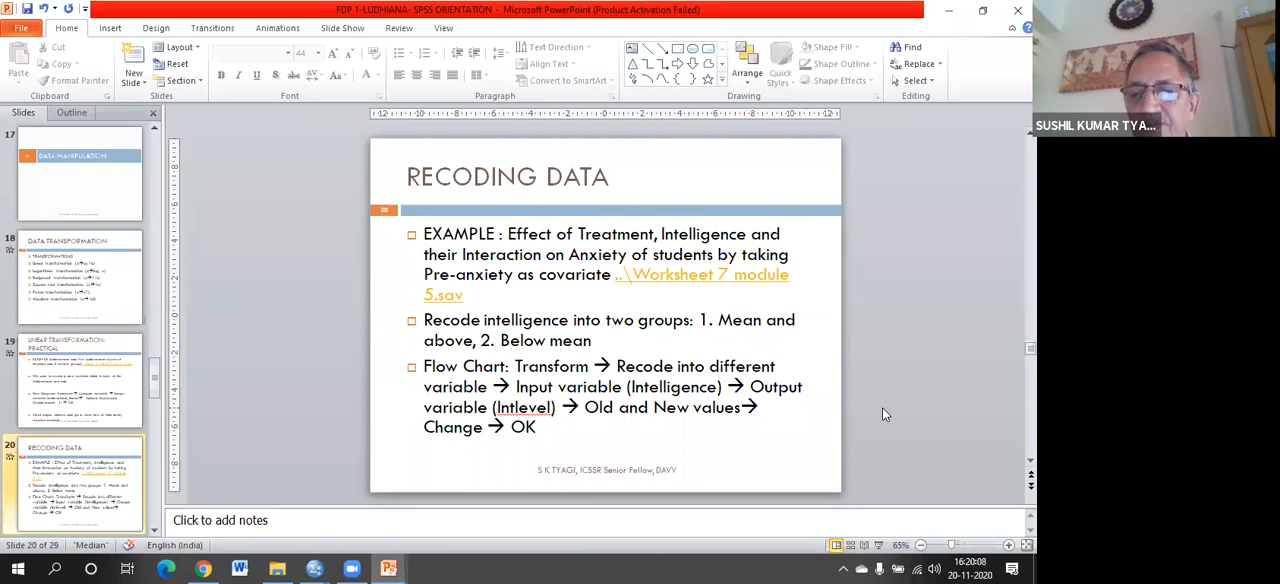 FDP 1-LUDHIANA- SPSS ORIENTATION - Microsoft PowerPoint (Product Activation Failed)
File Home Insert Design Transitions Animations Slide Show Review View
Paste Cut Copy Format Painter Clipboard
New Slide Layout Reset Section Slides
44 Font
Text Direction Align Text Convert to SmartArt Paragraph
Arrange Quick Styles Shape Fill Shape Outline Shape Effects Drawing
Find Replace Select Editing
SUSHIL KUMAR TYA...
Slides Outline
17
DATA MANIPULATION
18
DATA TRANSFORMATION
TRANSFORMATIONS
19
LINEAR TRANSFORMATION:
PRACTICAL
20
RECODING DATA
RECODING DATA
20
EXAMPLE : Effect of Treatment, Intelligence and
their Interaction on Anxiety of students by taking
Pre-anxiety as covariate ..\Worksheet 7 module
5.sav
Recode intelligence into two groups: 1. Mean and
above, 2. Below mean
Flow Chart: Transform → Recode into different
variable → Input variable (Intelligence) → Output
variable (Intlevel) → Old and New values→
Change → OK
S K TYAGI, ICSSR Senior Fellow, DAVV
Click to add notes
Slide 20 of 29 "Median" English (India) 65%
16:20:08
20-11-2020